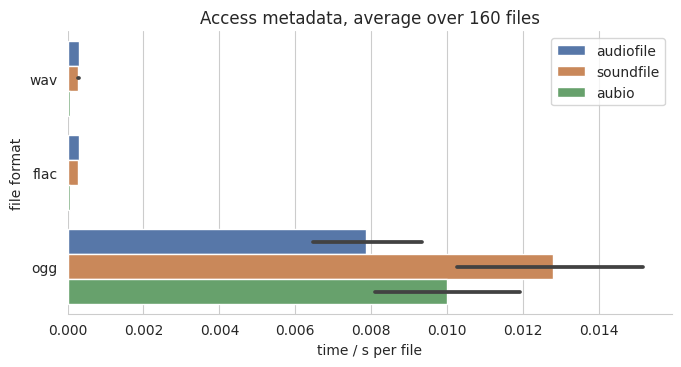 Access metadata, average over 160 files
audiofile
soundfile
aubio
wav
flac
ogg
file format
0.000 0.002 0.004 0.006 0.008 0.010 0.012 0.014
time / s per file